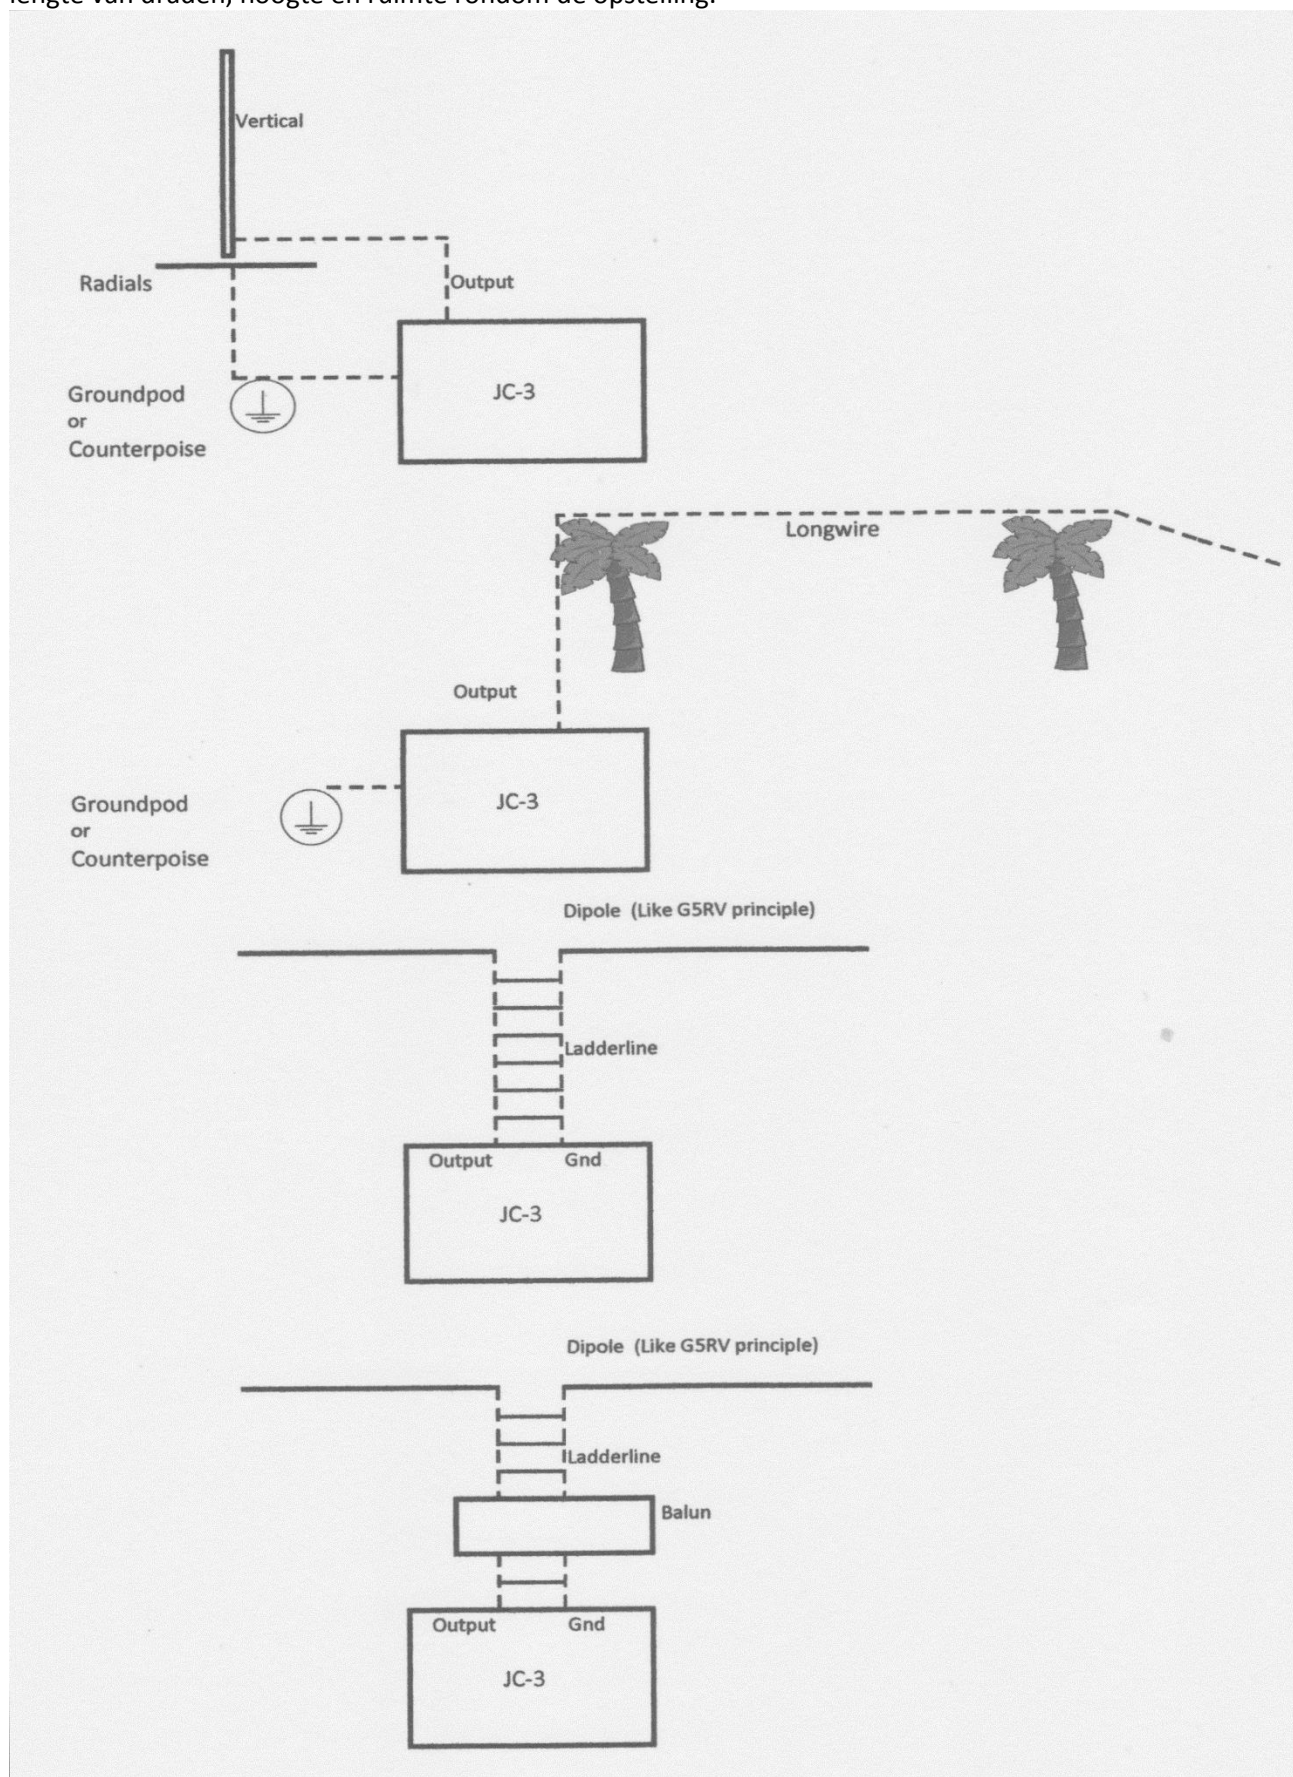 lengte van draden, hoogte en ruimte rondom de opstelling.
Vertical
Radials
Output
JC-3
Groundpod
or
Counterpoise
Longwire
Output
JC-3
Groundpod
or
Counterpoise
Dipole (Like G5RV principle)
Ladderline
Output Gnd
JC-3
Dipole (Like G5RV principle)
Ladderline
Balun
Output Gnd
JC-3